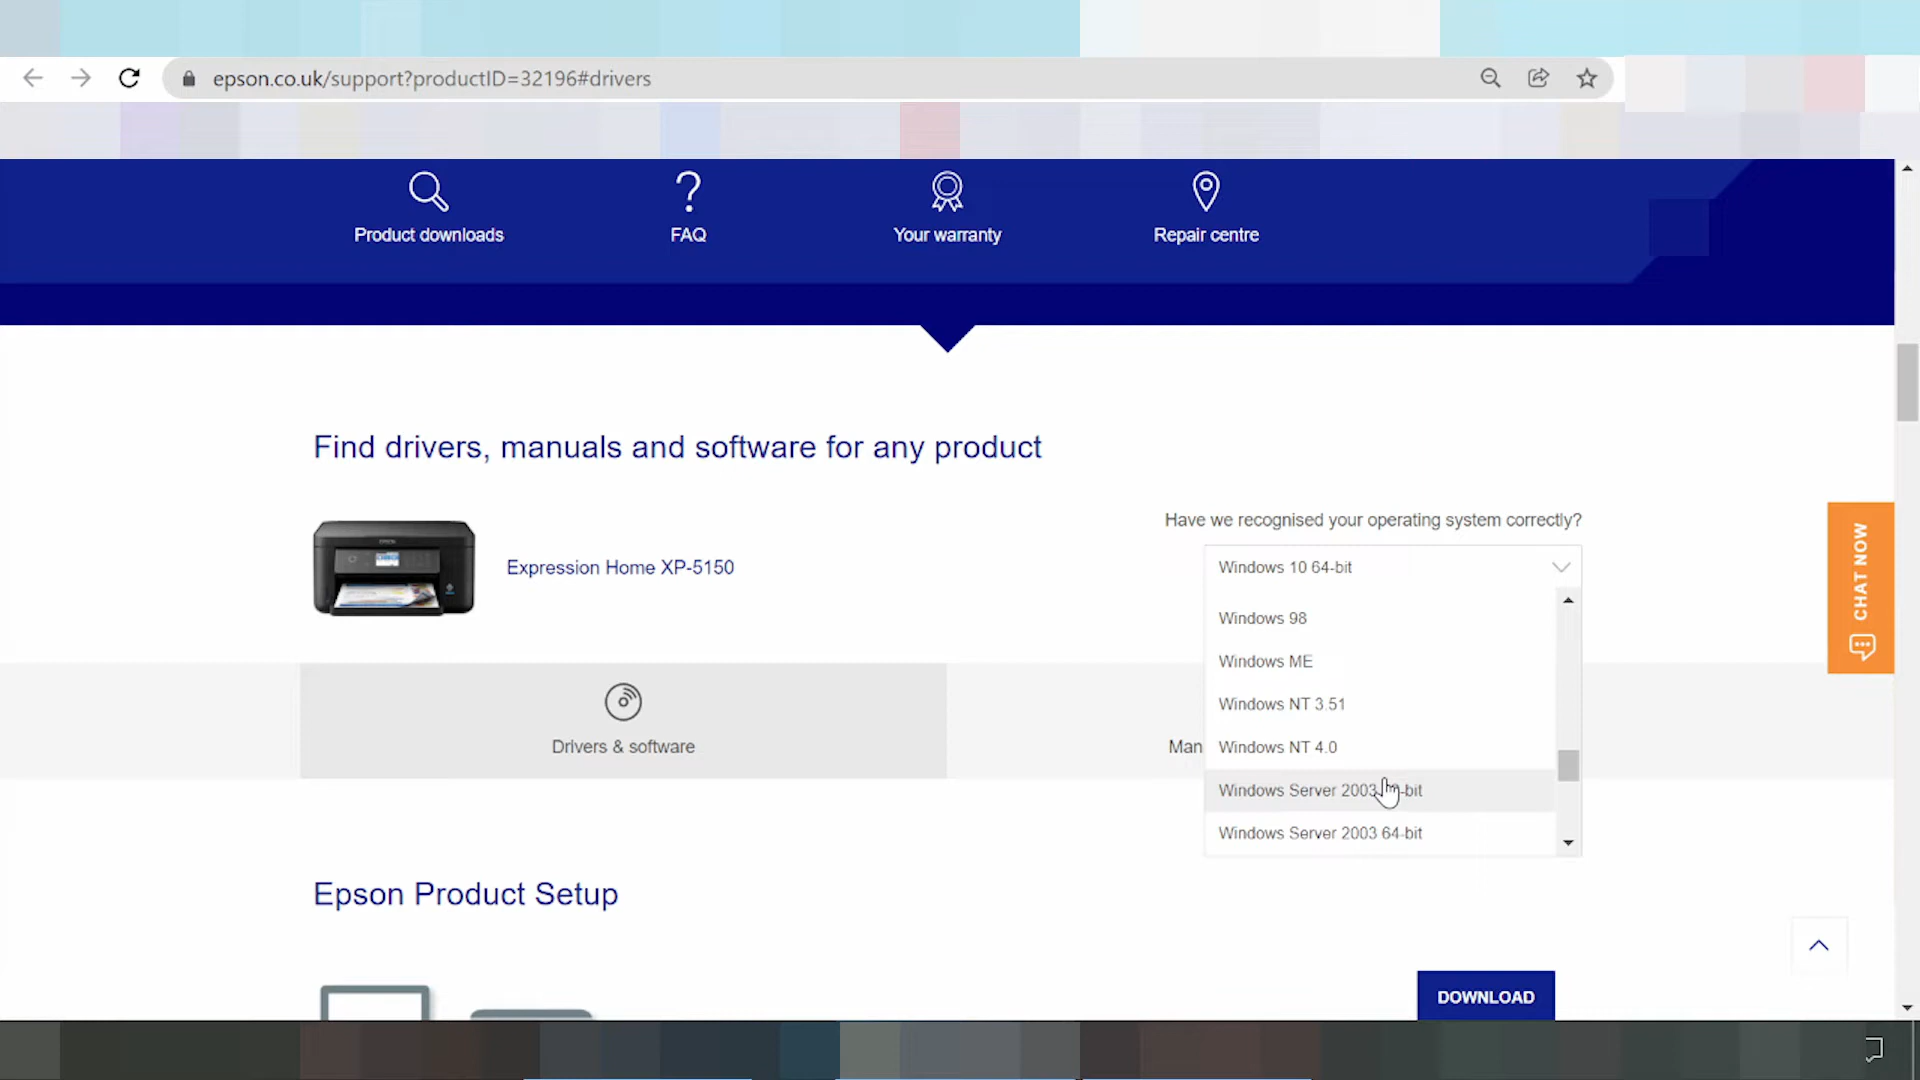 epson.co.uk/support?productID=32196#drivers
Product downloads
FAQ
Your warranty
Repair centre
Find drivers, manuals and software for any product
Have we recognised your operating system correctly?
EPSON
Expression Home XP-5150
Windows 10 64-bit
Windows 98
Windows ME
Windows NT 3.51
Windows NT 4.0
Windows Server 2003 -bit
Windows Server 2003 64-bit
CHAT NOW
Drivers & software
Man
Epson Product Setup
DOWNLOAD